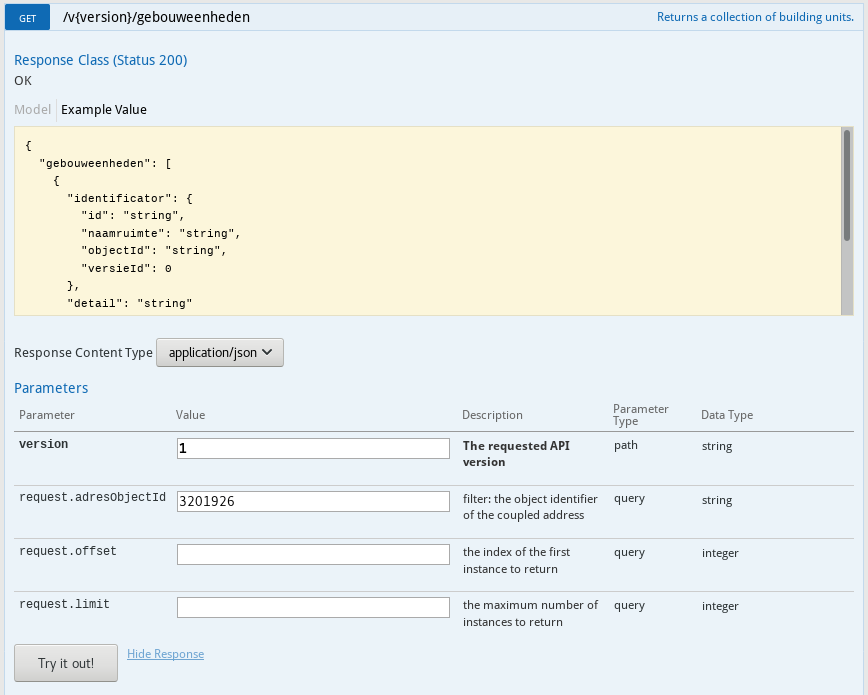 GET /v{version}/gebouweenheden Returns a collection of building units.
Response Class (Status 200)
OK
Model Example Value
{
"gebouweenheden": [
{
"identificator": {
"id": "string",
"naamruimte": "string",
"objectId": "string",
"versieId": 0
},
"detail": "string"
Response Content Type application/json
Parameters
Parameter Value Description Parameter Type Data Type
version 1 The requested API version path string
request.adresObjectId 3201926 filter: the object identifier of the coupled address query string
request.offset the index of the first instance to return query integer
request.limit the maximum number of instances to return query integer
Try it out! Hide Response